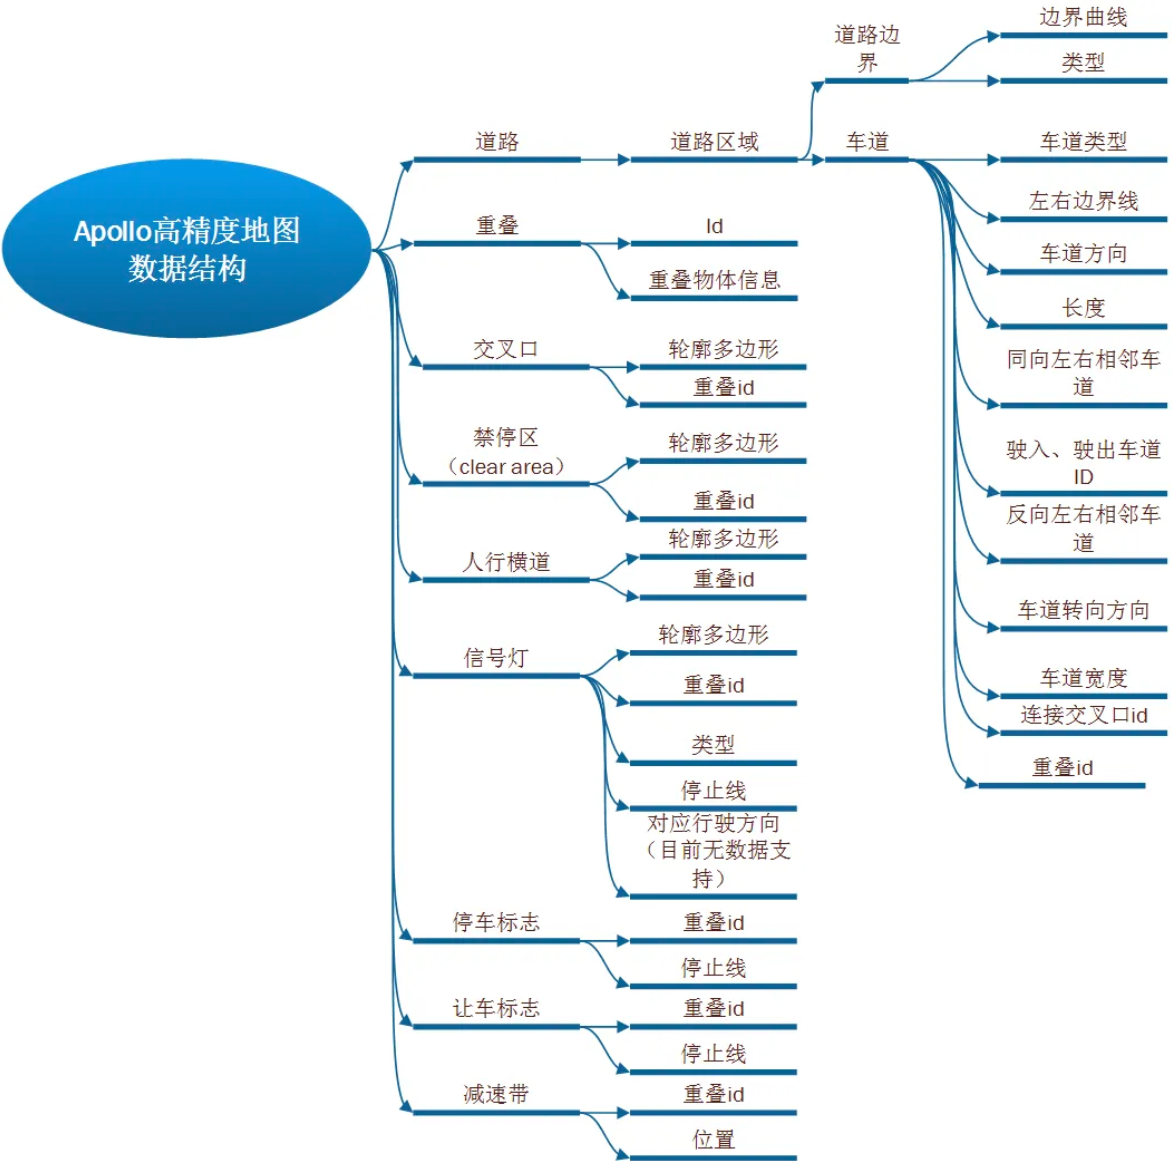 Apollo高精度地图
数据结构
道路
道路区域
道路边
界
边界曲线
类型
车道
车道类型
左右边界线
车道方向
长度
同向左右相邻车
道
驶入、驶出车道
ID
反向左右相邻车
道
车道转向方向
车道宽度
连接交叉口id
重叠id
重叠
Id
重叠物体信息
交叉口
轮廓多边形
重叠id
禁停区
（clear area）
轮廓多边形
重叠id
人行横道
轮廓多边形
重叠id
信号灯
轮廓多边形
重叠id
类型
停止线
对应行驶方向
（目前无数据支
持）
停车标志
重叠id
停止线
让车标志
重叠id
停止线
减速带
重叠id
位置